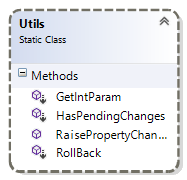 Utils
Static Class
Methods
GetIntParam
HasPendingChanges
RaisePropertyChan...
RollBack